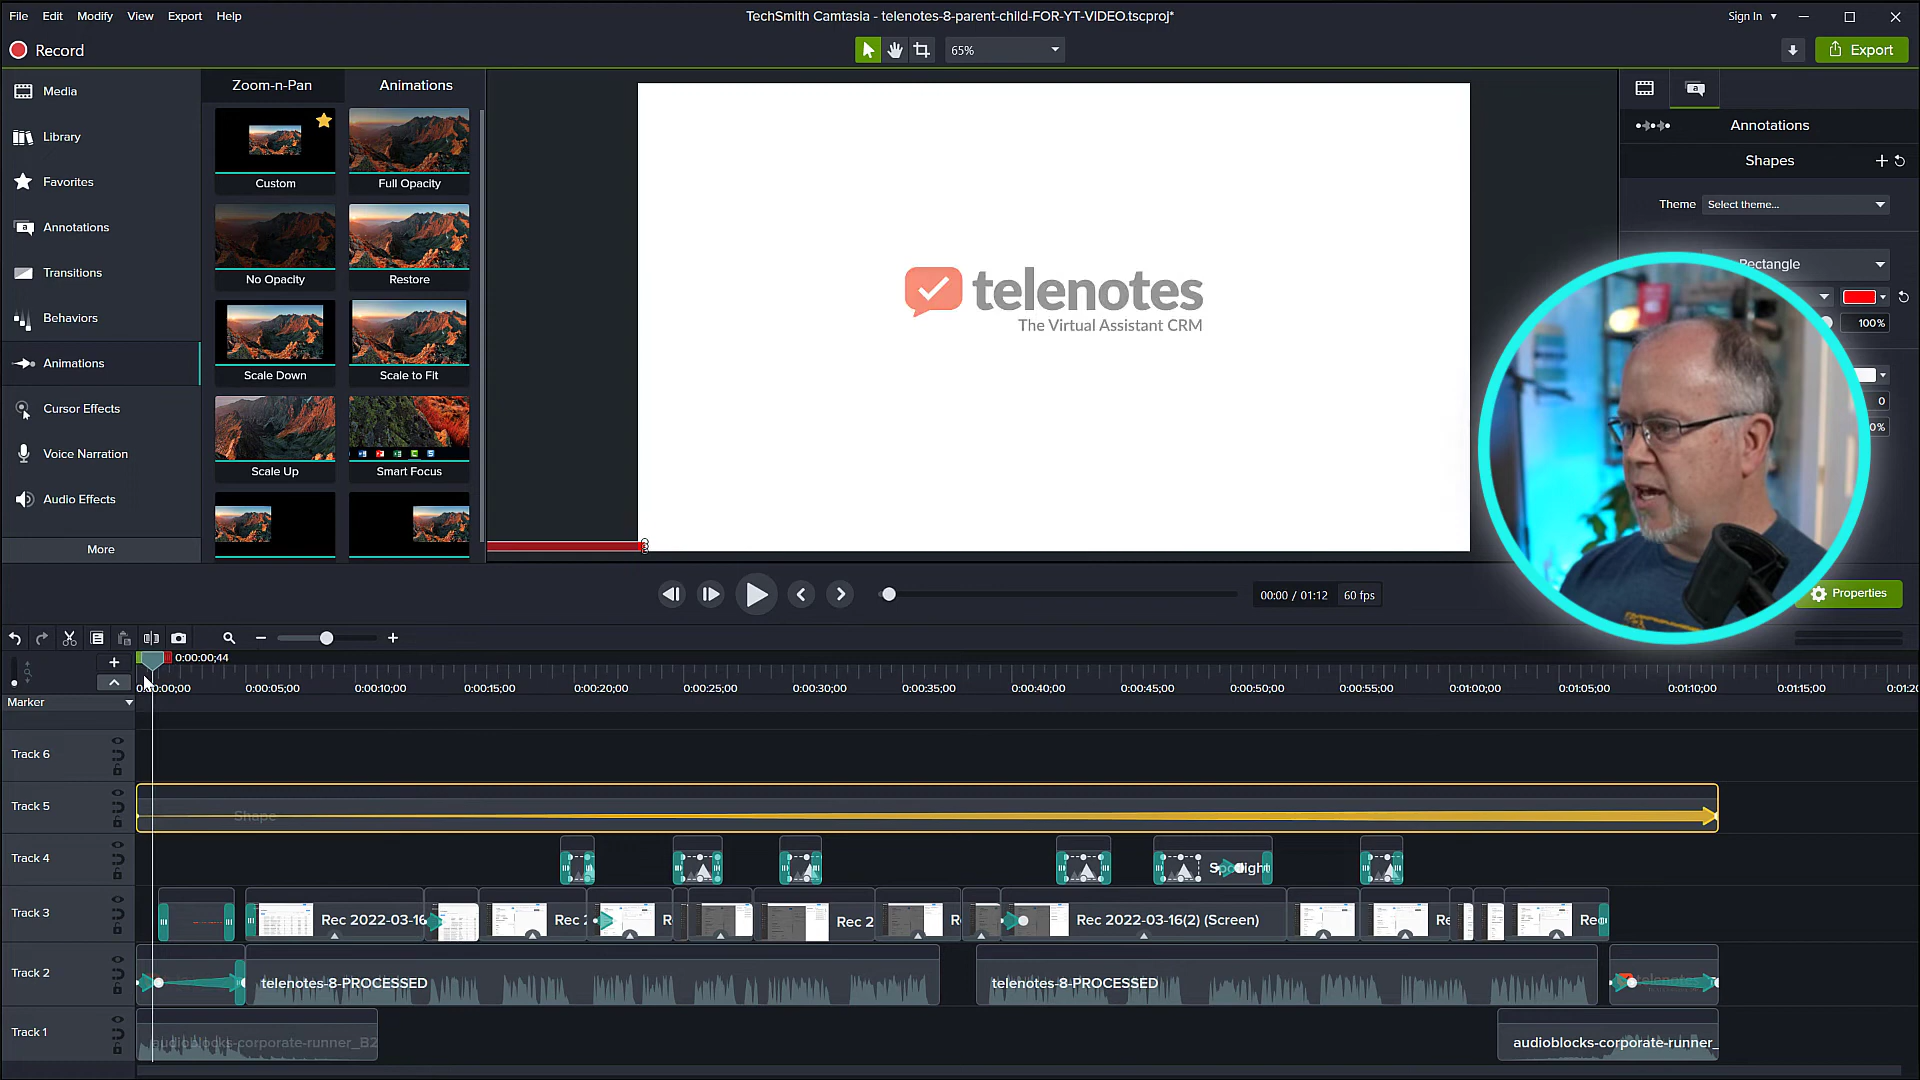 File Edit Modify View Export Help
TechSmith Camtasia - telenotes-8-parent-child-FOR-YT-VIDEO.tscproj*
Sign In
Record
65%
Export
Media
Library
Favorites
Annotations
Transitions
Behaviors
Animations
Cursor Effects
Voice Narration
Audio Effects
More
Zoom-n-Pan
Animations
Custom
Full Opacity
No Opacity
Restore
Scale Down
Scale to Fit
Scale Up
Smart Focus
telenotes
The Virtual Assistant CRM
Annotations
Shapes
Theme
Select theme...
Rectangle
100%
0
0%
00:00 / 01:12
60 fps
Properties
0:00:00;44
0:00:00;00 0:00:05;00 0:00:10;00 0:00:15;00 0:00:20;00 0:00:25;00 0:00:30;00 0:00:35;00 0:00:40;00 0:00:45;00 0:00:50;00 0:00:55;00 0:01:00;00 0:01:05;00 0:01:10;00 0:01:15;00 0:01:20
Marker
Track 6
Track 5
Shape
Track 4
Spotlight
Track 3
Rec 2022-03-16
Rec 2
R
Rec 2
R
Rec 2022-03-16(2) (Screen)
Re
Re
Track 2
telenotes-8-PROCESSED
telenotes-8-PROCESSED
Track 1
audioblocks-corporate-runner_B2
audioblocks-corporate-runner_